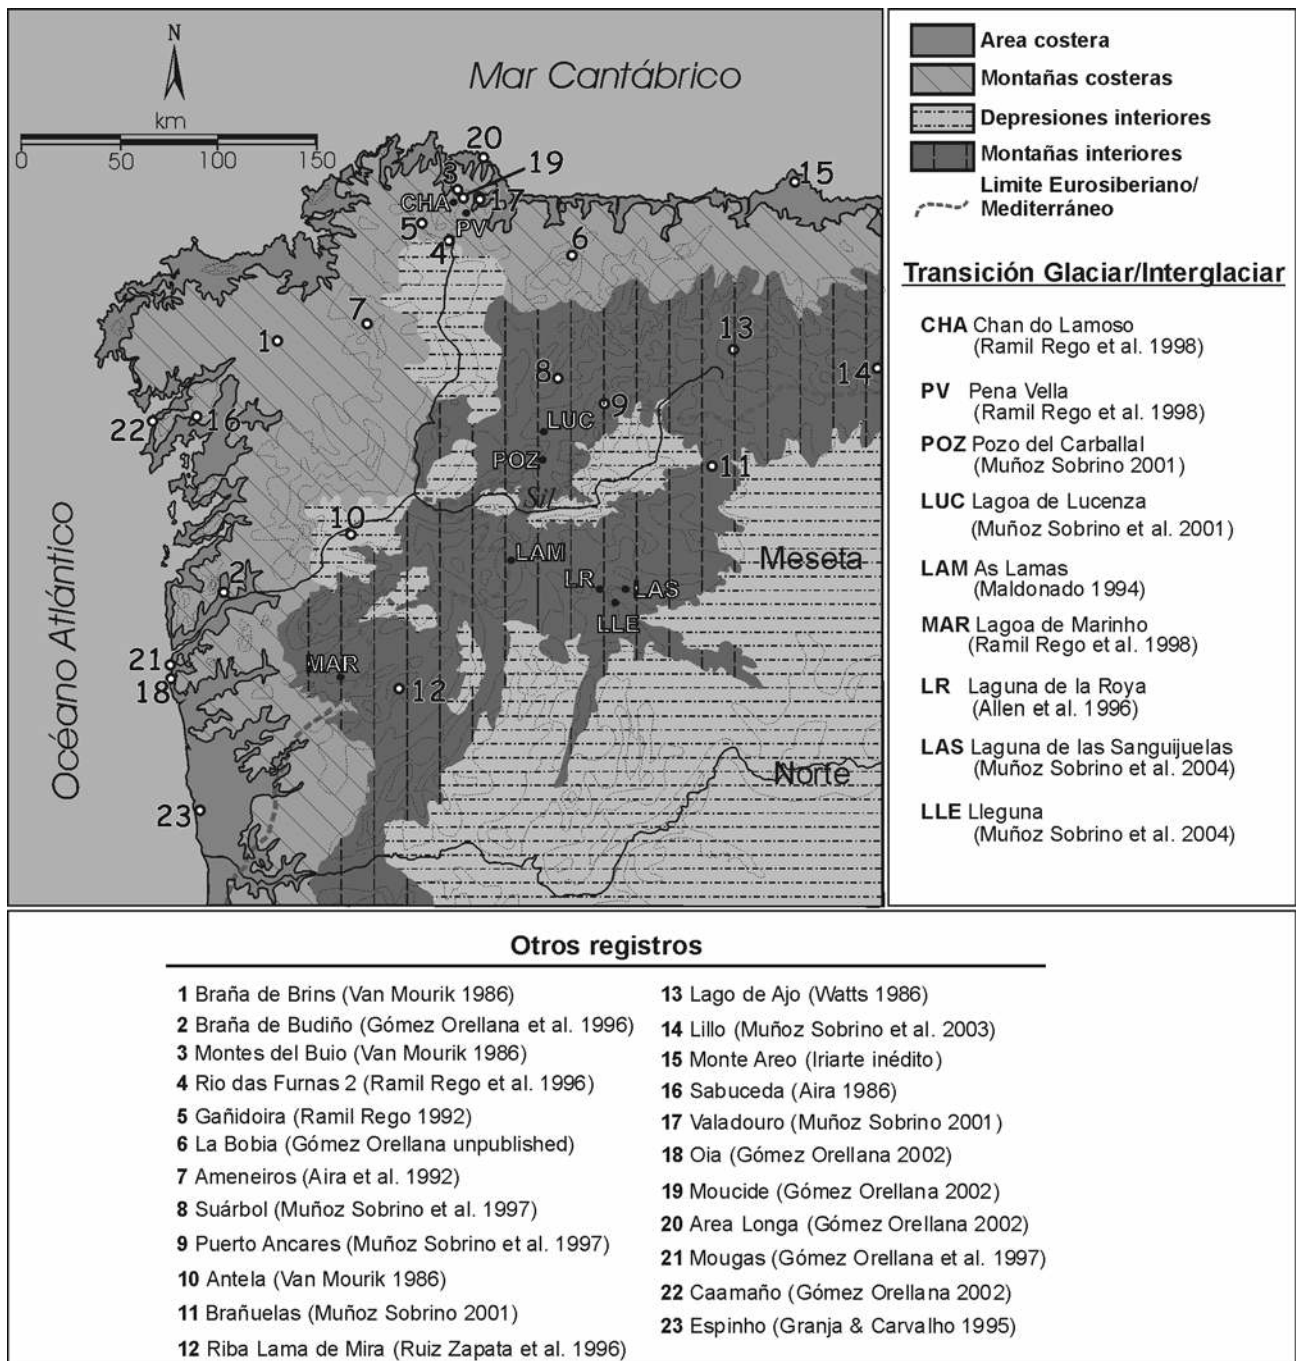 N
Mar Cantábrico
km
0 50 100 150
20
3
19
15
CHA
17
5
PV
4
6
7
1
13
14
8
9
16
22
LUC
POZ
11
Sil
10
Océano Atlántico
LAM
Meseta
2
LR
LAS
LLE
21
18
MAR
12
Norte
23
Area costera
Montañas costeras
Depresiones interiores
Montañas interiores
Limite Eurosiberiano/
Mediterráneo
Transición Glaciar/Interglaciar
CHA Chan do Lamoso
(Ramil Rego et al. 1998)
PV Pena Vella
(Ramil Rego et al. 1998)
POZ Pozo del Carballal
(Muñoz Sobrino 2001)
LUC Lagoa de Lucenza
(Muñoz Sobrino et al. 2001)
LAM As Lamas
(Maldonado 1994)
MAR Lagoa de Marinho
(Ramil Rego et al. 1998)
LR Laguna de la Roya
(Allen et al. 1996)
LAS Laguna de las Sanguijuelas
(Muñoz Sobrino et al. 2004)
LLE Lleguna
(Muñoz Sobrino et al. 2004)
Otros registros
1 Braña de Brins (Van Mourik 1986)
2 Braña de Budiño (Gómez Orellana et al. 1996)
3 Montes del Buio (Van Mourik 1986)
4 Rio das Furnas 2 (Ramil Rego et al. 1996)
5 Gañidoira (Ramil Rego 1992)
6 La Bobia (Gómez Orellana unpublished)
7 Ameneiros (Aira et al. 1992)
8 Suárbol (Muñoz Sobrino et al. 1997)
9 Puerto Ancares (Muñoz Sobrino et al. 1997)
10 Antela (Van Mourik 1986)
11 Brañuelas (Muñoz Sobrino 2001)
12 Riba Lama de Mira (Ruiz Zapata et al. 1996)
13 Lago de Ajo (Watts 1986)
14 Lillo (Muñoz Sobrino et al. 2003)
15 Monte Areo (Iriarte inédito)
16 Sabuceda (Aira 1986)
17 Valadouro (Muñoz Sobrino 2001)
18 Oia (Gómez Orellana 2002)
19 Moucide (Gómez Orellana 2002)
20 Area Longa (Gómez Orellana 2002)
21 Mougas (Gómez Orellana et al. 1997)
22 Caamaño (Gómez Orellana 2002)
23 Espinho (Granja & Carvalho 1995)